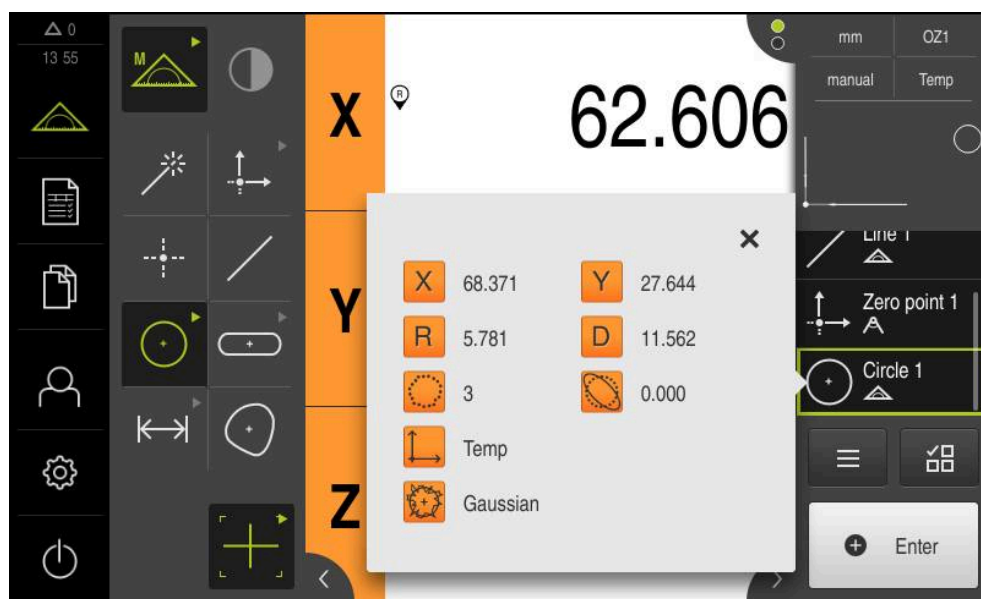 0
13 55
M
X
R
62.606
Y
Z
X 68.371 Y 27.644
R 5.781 D 11.562
3 0.000
Temp
Gaussian
mm OZ1
manual Temp
Line 1
Zero point 1
Circle 1
Enter